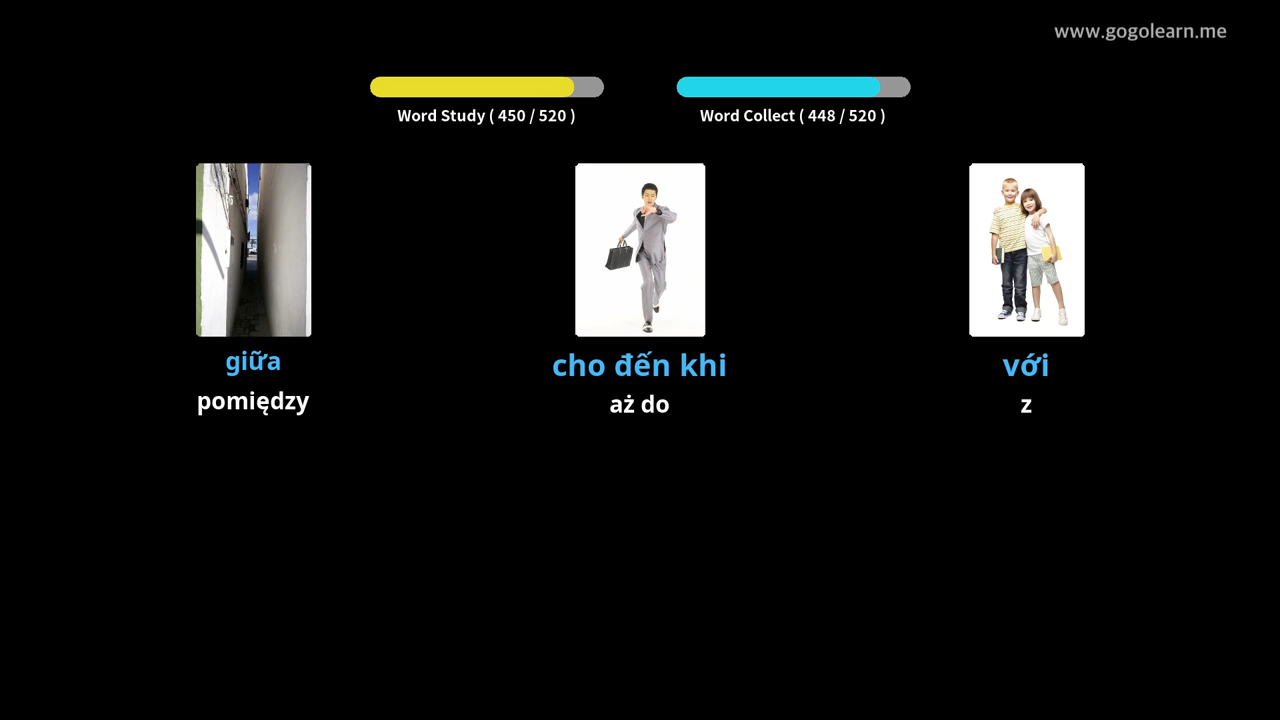 www.gogolearn.me
Word Study ( 450 / 520 )
Word Collect ( 448 / 520 )
giữa
cho đến khi
với
pomiędzy
aż do
z